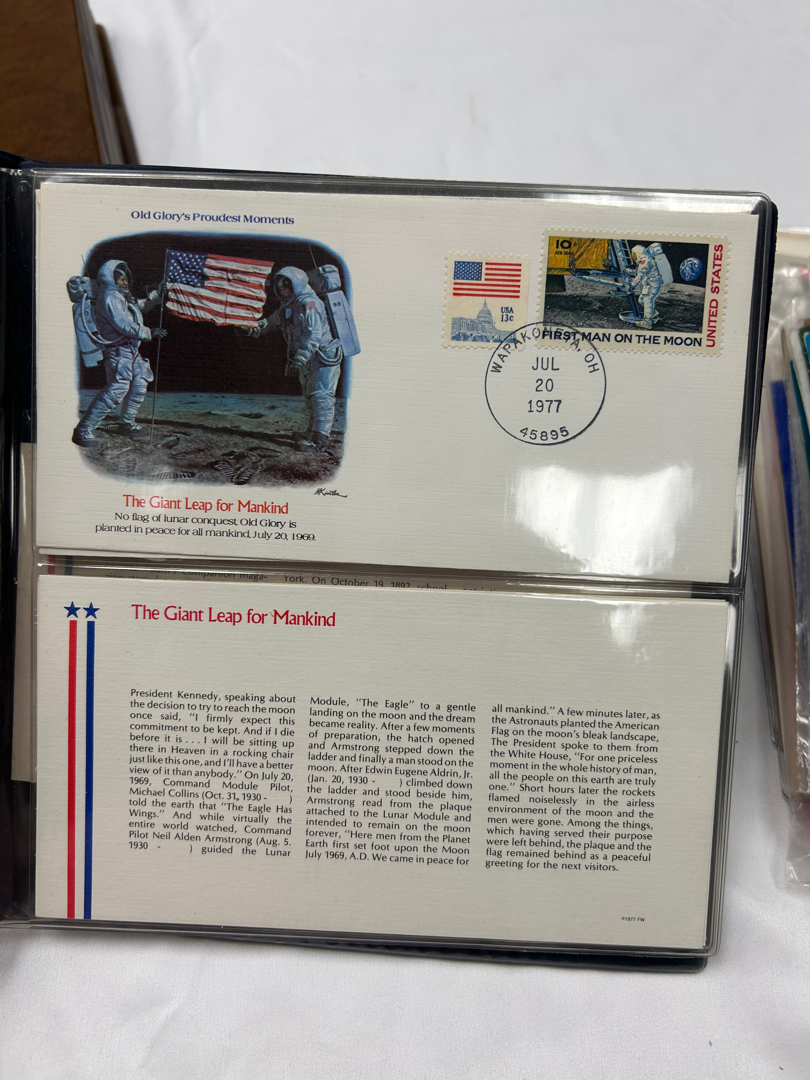 Old Glory's Proudest Moments
10¢
AIR MAIL
UNITED STATES
FIRST MAN ON THE MOON
USA
13c
WAPAKONETA, OH
JUL
20
1977
45895
The Giant Leap for Mankind
No flag of lunar conquest, Old Glory is
planted in peace for all mankind, July 20, 1969.
Companion maga-
York. On October 19, 1892 school
The Giant Leap for Mankind
President Kennedy, speaking about
the decision to try to reach the moon
once said, "I firmly expect this
commitment to be kept. And if I die
before it is . . . I will be sitting up
there in Heaven in a rocking chair
just like this one, and I'll have a better
view of it than anybody." On July 20,
1969, Command Module Pilot,
Michael Collins (Oct. 31, 1930 - )
told the earth that "The Eagle Has
Wings." And while virtually the
entire world watched, Command
Pilot Neil Alden Armstrong (Aug. 5.
1930 - ) guided the Lunar
Module, "The Eagle" to a gentle
landing on the moon and the dream
became reality. After a few moments
of preparation, the hatch opened
and Armstrong stepped down the
ladder and finally a man stood on the
moon. After Edwin Eugene Aldrin, Jr.
(Jan. 20, 1930 - ) climbed down
the ladder and stood beside him,
Armstrong read from the plaque
attached to the Lunar Module and
intended to remain on the moon
forever, "Here men from the Planet
Earth first set foot upon the Moon
July 1969, A.D. We came in peace for
all mankind." A few minutes later, as
the Astronauts planted the American
Flag on the moon's bleak landscape,
The President spoke to them from
the White House, "For one priceless
moment in the whole history of man,
all the people on this earth are truly
one." Short hours later the rockets
flamed noiselessly in the airless
environment of the moon and the
men were gone. Among the things,
which having served their purpose
were left behind, the plaque and the
flag remained behind as a peaceful
greeting for the next visitors.
©1977 FW